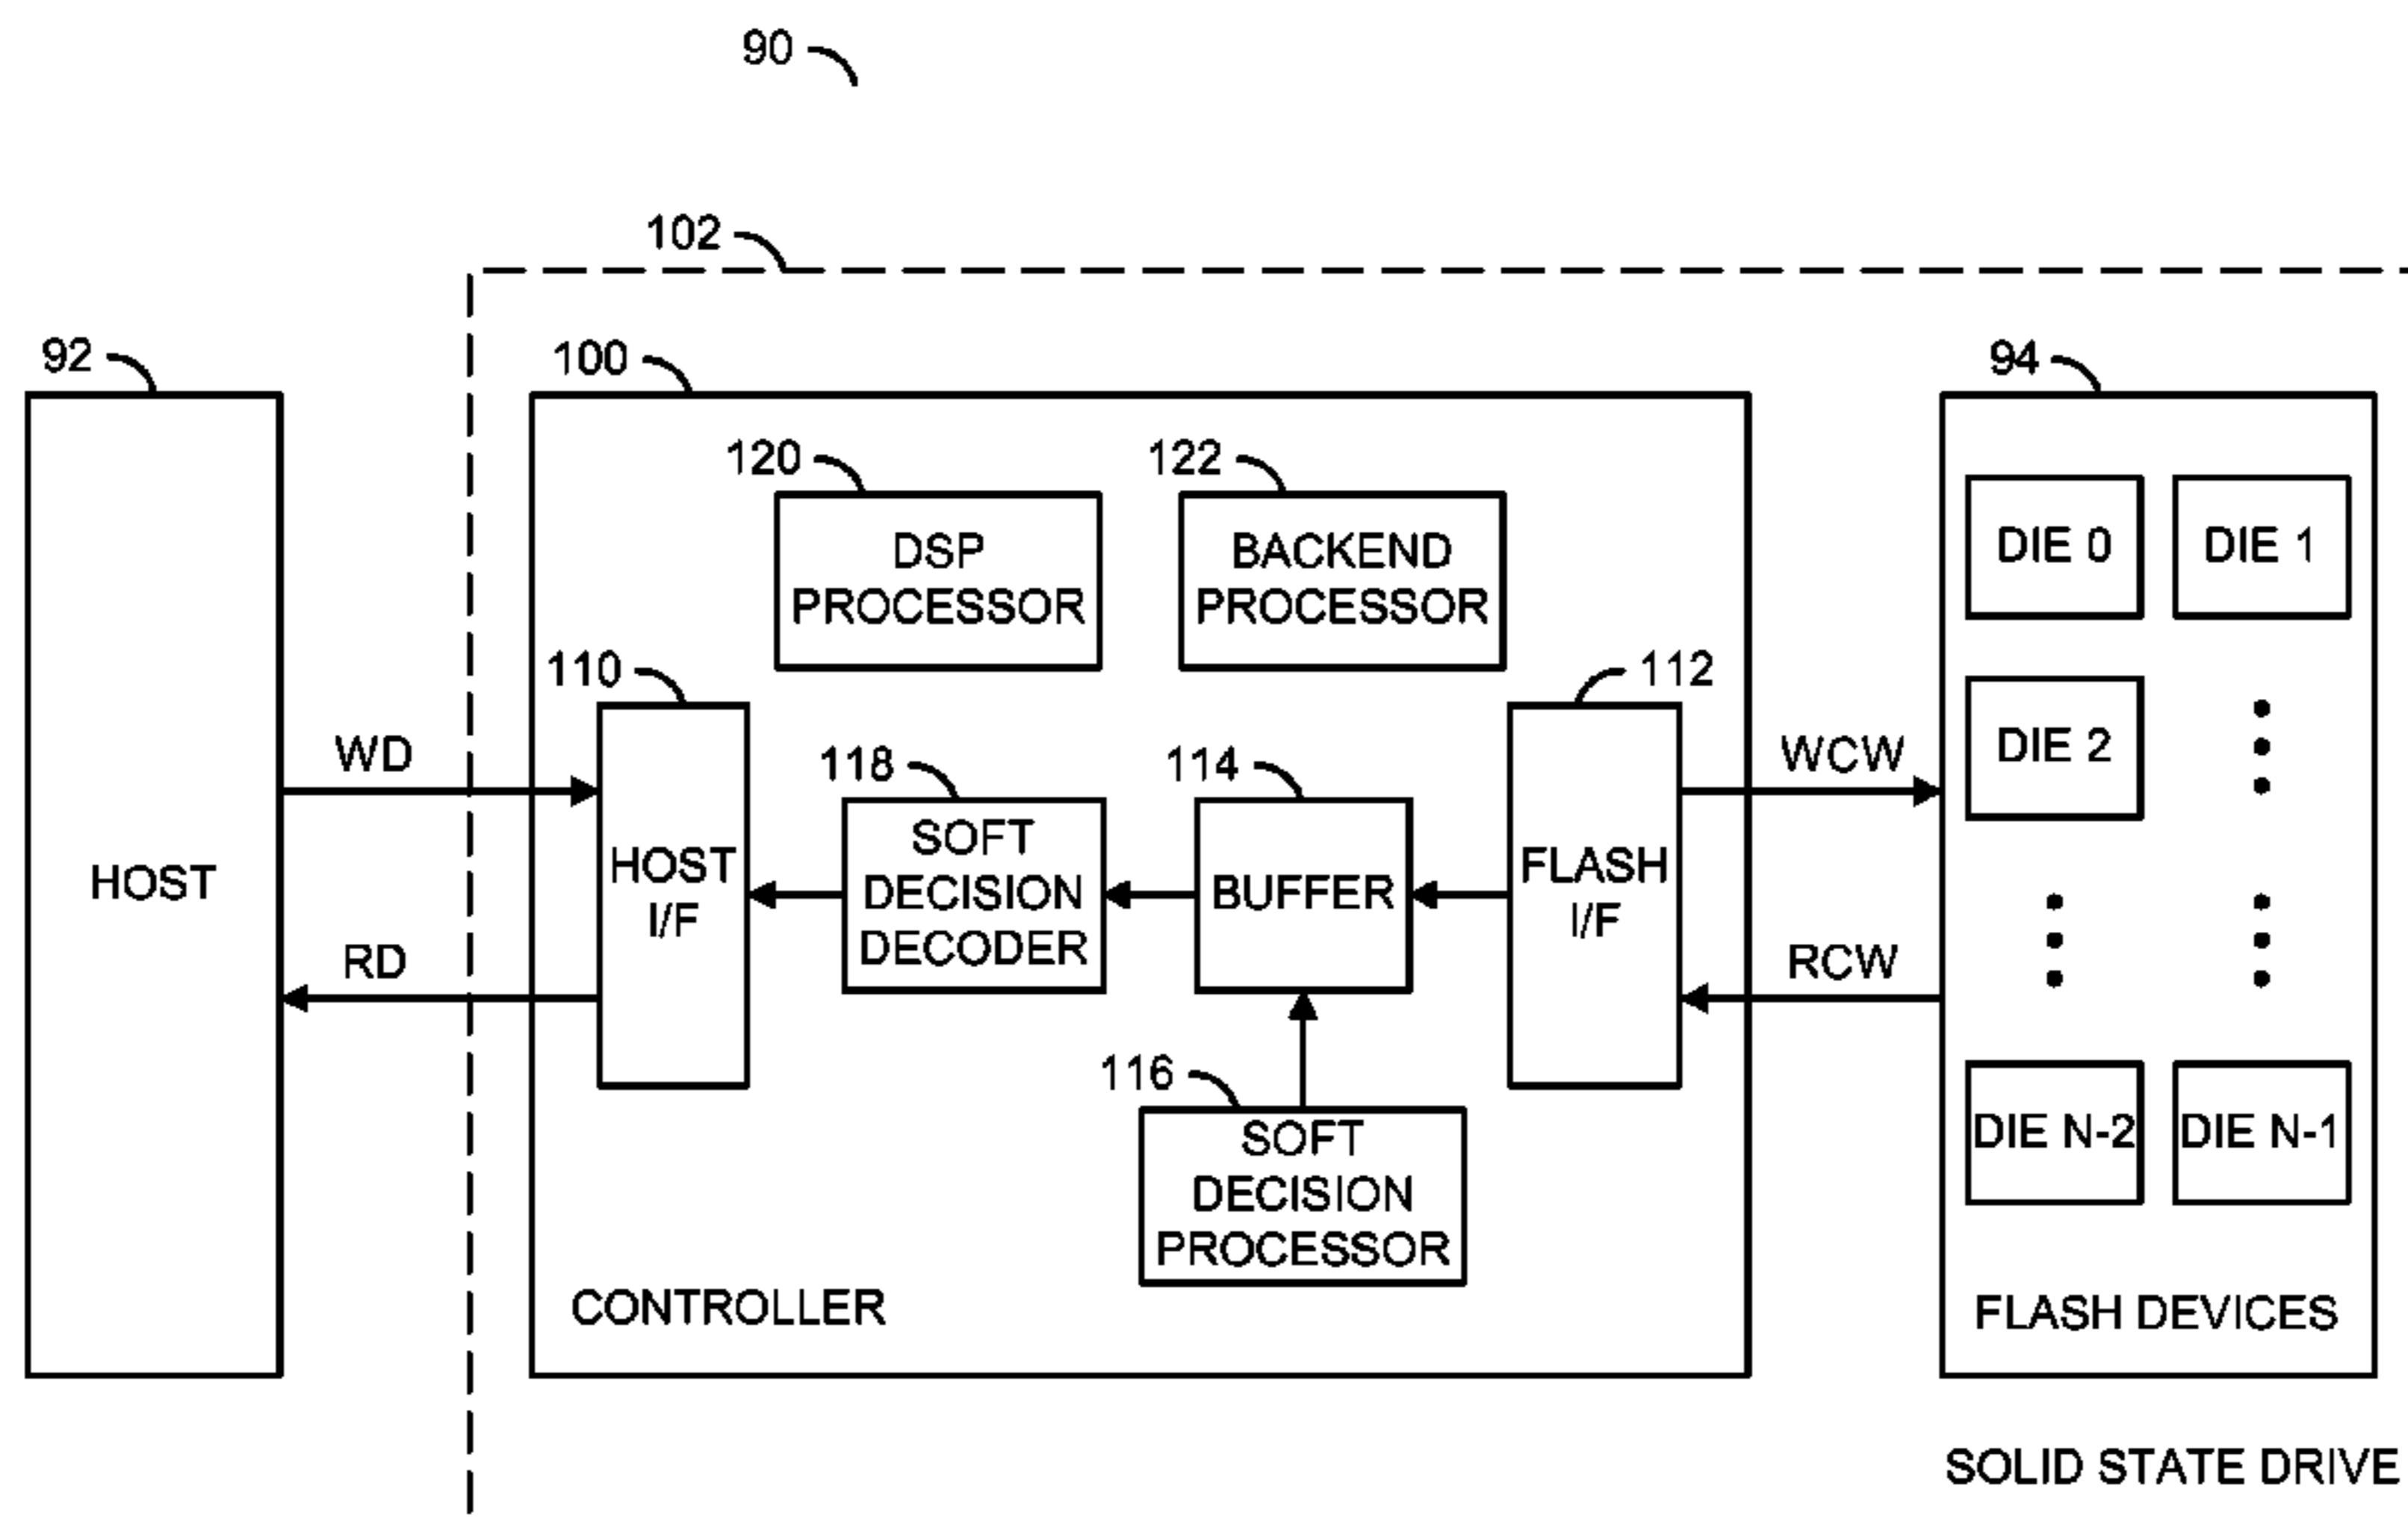 90
102
92
100
94
120
122
DSP
PROCESSOR
BACKEND
PROCESSOR
DIE 0
DIE 1
110
112
WD
118
114
WCW
DIE 2
HOST
HOST
I/F
SOFT
DECISION
DECODER
BUFFER
FLASH
I/F
RD
RCW
116
SOFT
DECISION
PROCESSOR
DIE N-2
DIE N-1
CONTROLLER
FLASH DEVICES
SOLID STATE DRIVE